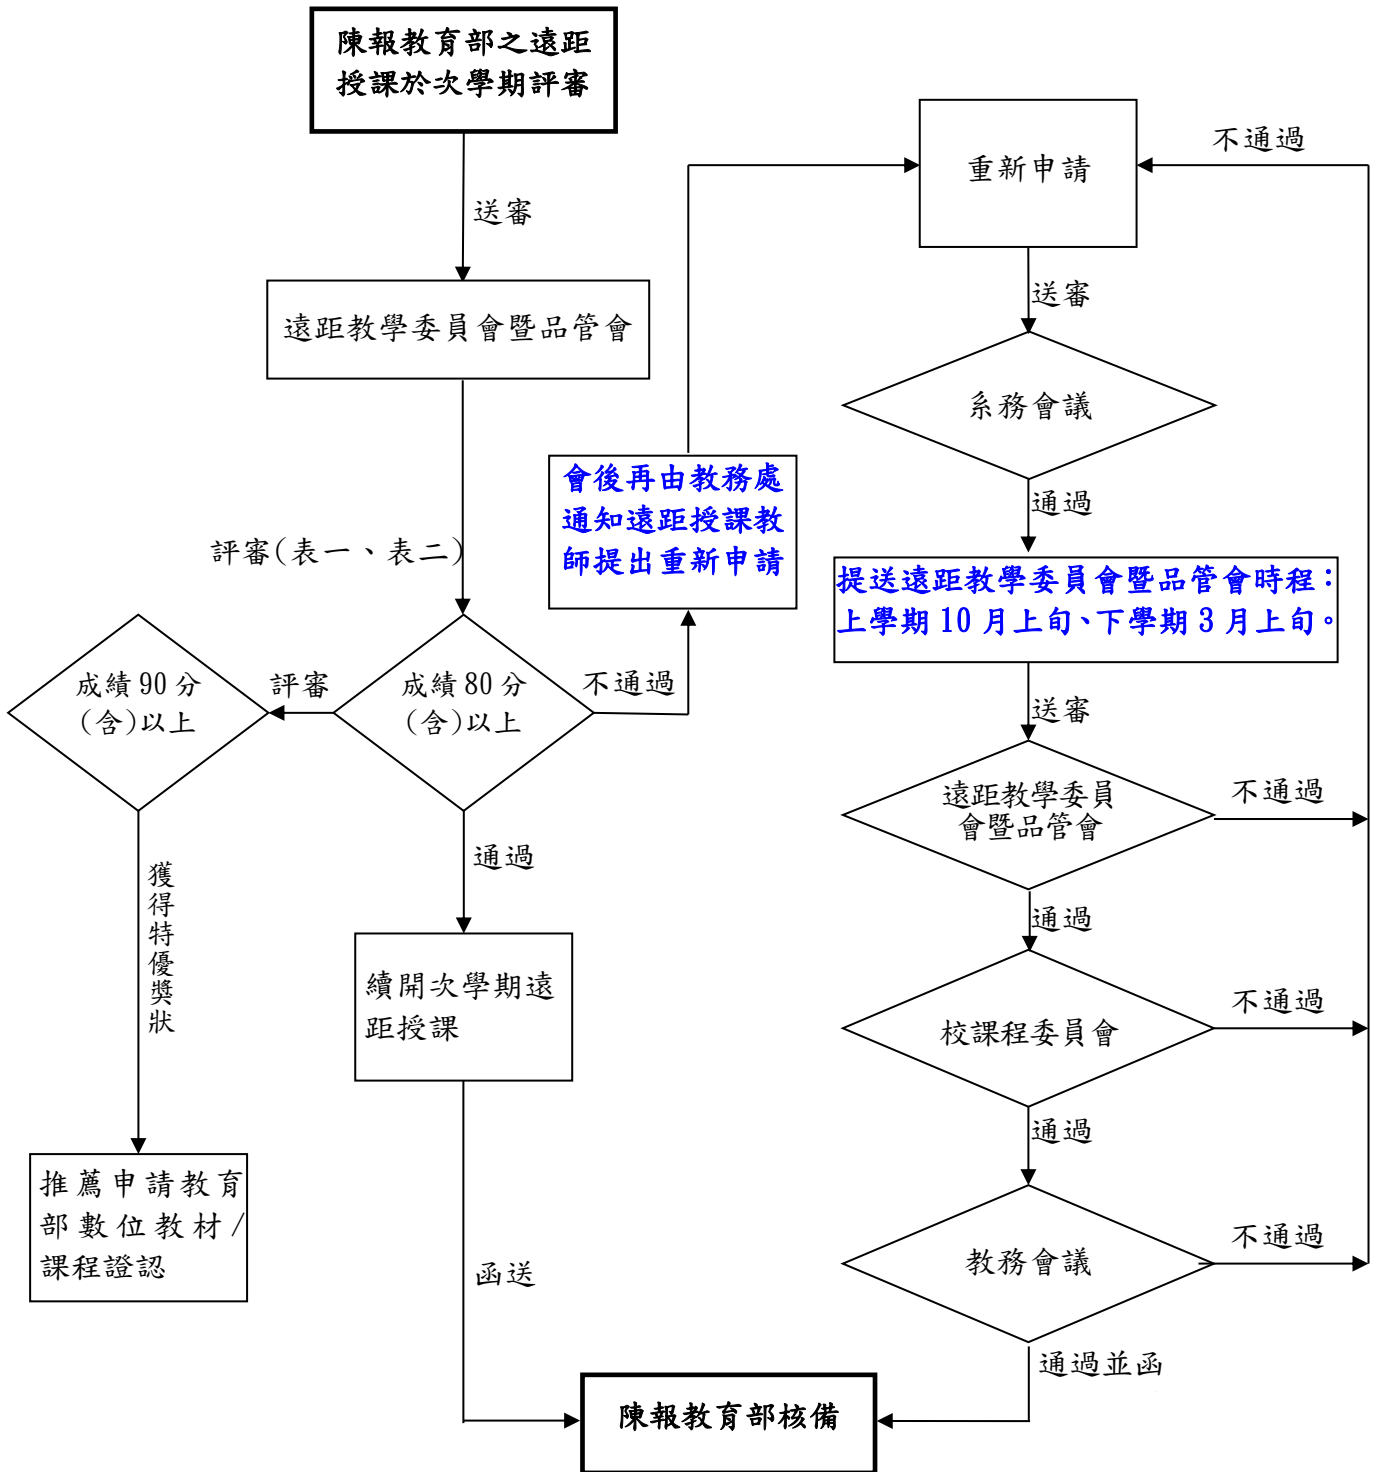 陳報教育部之遠距
授課於次學期評審
送審
遠距教學委員會暨品管會
評審(表一、表二)
成績 80 分
(含)以上
評審
成績 90 分
(含)以上
獲得特優獎狀
推薦申請教育
部數位教材/
課程證認
通過
續開次學期遠
距授課
函送
不通過
會後再由教務處
通知遠距授課教
師提出重新申請
重新申請
不通過
送審
系務會議
通過
提送遠距教學委員會暨品管會時程：
上學期 10 月上旬、下學期 3 月上旬。
送審
遠距教學委員
會暨品管會
不通過
通過
校課程委員會
不通過
通過
教務會議
不通過
通過並函
陳報教育部核備